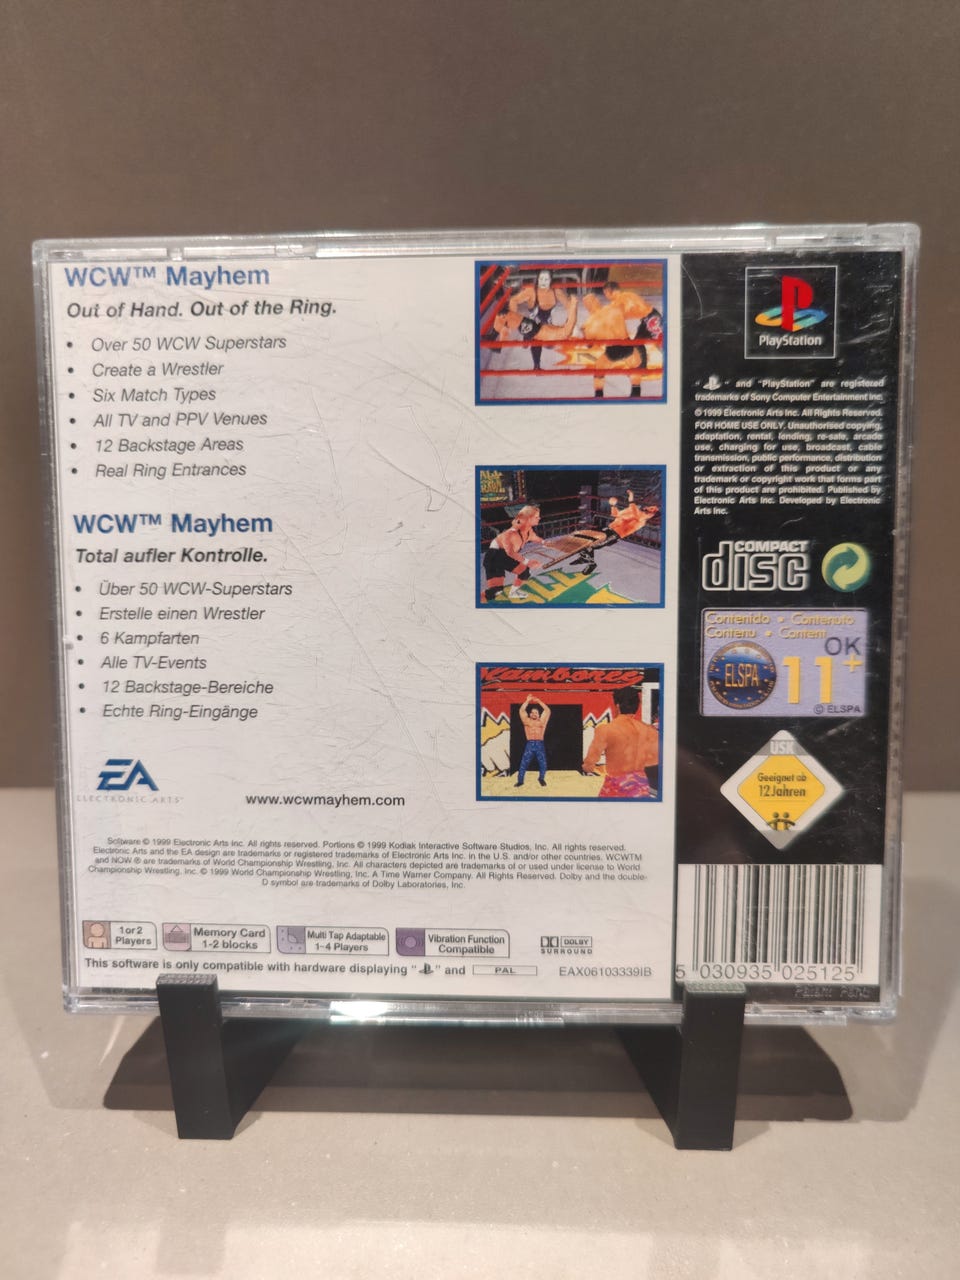 WCW™ Mayhem
Out of Hand. Out of the Ring.
• Over 50 WCW Superstars
• Create a Wrestler
• Six Match Types
• All TV and PPV Venues
• 12 Backstage Areas
• Real Ring Entrances
WCW™ Mayhem
Total aufler Kontrolle.
• Über 50 WCW-Superstars
• Erstelle einen Wrestler
• 6 Kampfarten
• Alle TV-Events
• 12 Backstage-Bereiche
• Echte Ring-Eingänge
EA
ELECTRONIC ARTS™
www.wcwmayhem.com
Software © 1999 Electronic Arts Inc. All rights reserved. Portions © 1999 Kodiak Interactive Software Studios, Inc. All rights reserved.
Electronic Arts and the EA design are trademarks or registered trademarks of Electronic Arts Inc. in the U.S. and/or other countries. WCWTM
and NOW ® are trademarks of World Championship Wrestling, Inc. All characters depicted are trademarks of or used under license to World
Championship Wrestling, Inc. © 1999 World Championship Wrestling, Inc. A Time Warner Company. All Rights Reserved. Dolby and the double-
D symbol are trademarks of Dolby Laboratories, Inc.
1 or 2
Players
Memory Card
1-2 blocks
Multi Tap Adaptable
1-4 Players
Vibration Function
Compatible
DOLBY
SURROUND
This software is only compatible with hardware displaying " " and PAL
EAX06103339IB
PlayStation
" " and "PlayStation" are registered
trademarks of Sony Computer Entertainment Inc.
© 1999 Electronic Arts Inc. All Rights Reserved.
FOR HOME USE ONLY. Unauthorised copying,
adaptation, rental, lending, re-sale, arcade
use, charging for use, broadcast, cable
transmission, public performance, distribution
or extraction of this product or any
trademark or copyright work that forms part
of this product are prohibited. Published by
Electronic Arts Inc. Developed by Electronic
Arts Inc.
COMPACT
disc
Contenido • Contenuto
Contenu • Content
OK
ELSPA
11+
© ELSPA
USK
Geeignet ab
12 Jahren
5 030935 025125